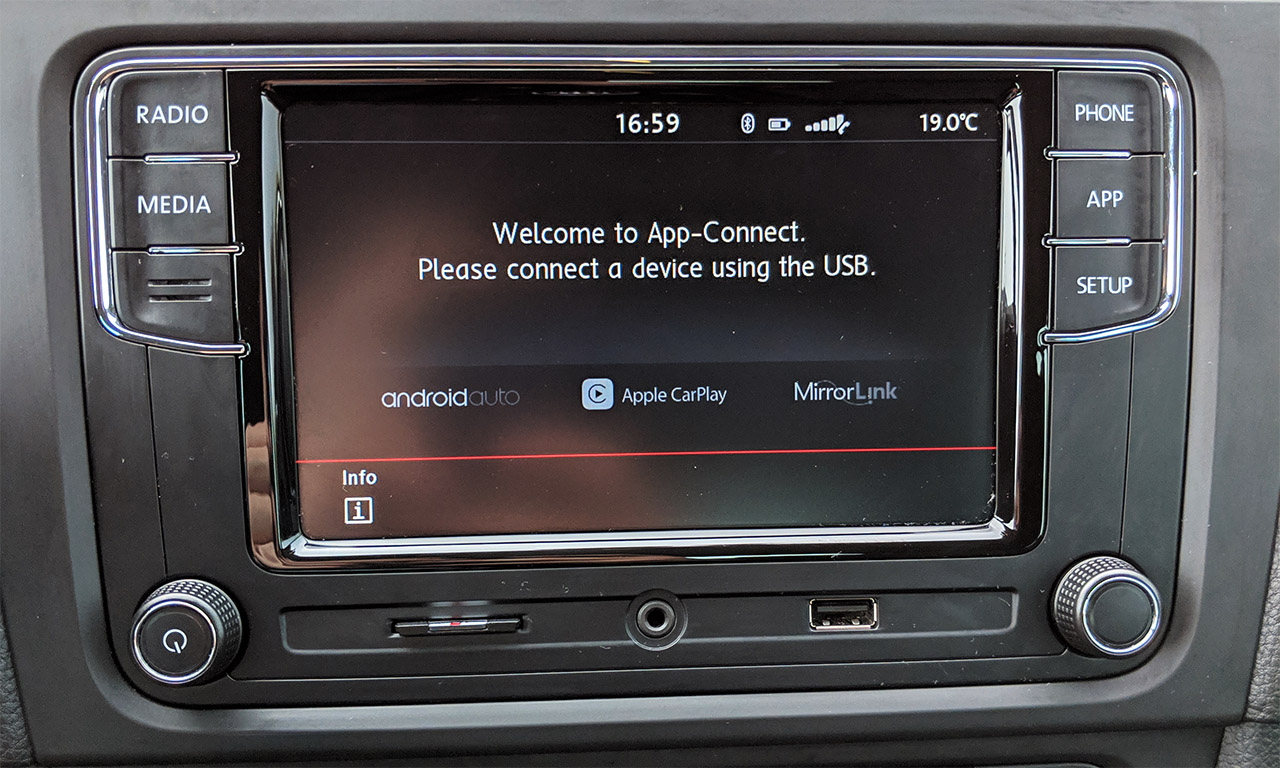 RADIO
MEDIA
PHONE
APP
SETUP
16:59
19.0°C
Welcome to App-Connect.
Please connect a device using the USB.
androidauto
Apple CarPlay
MirrorLink
Info
i